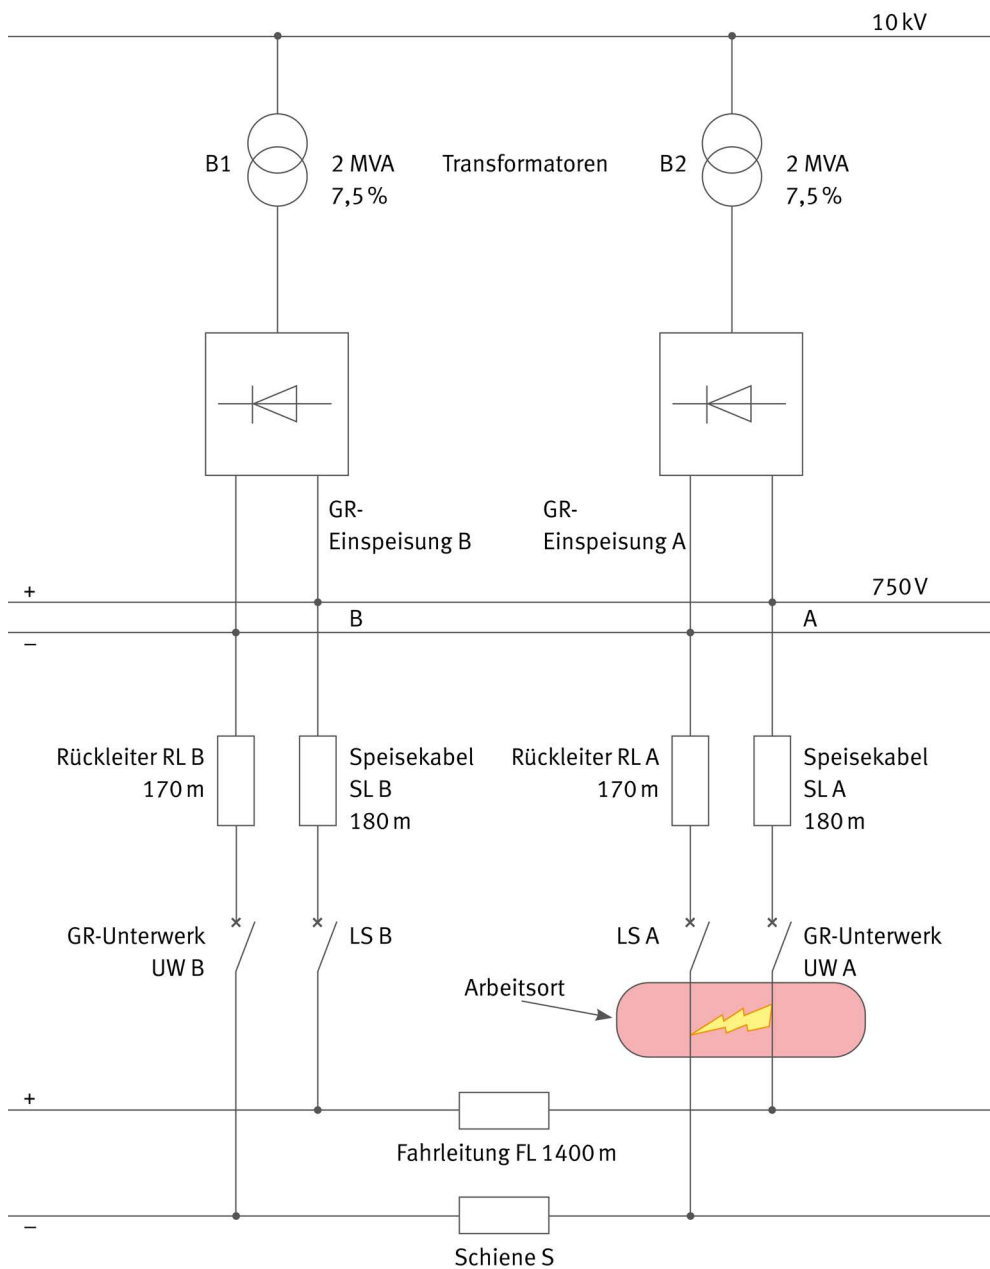 10 kV
B1
2 MVA
7,5 %
Transformatoren
B2
2 MVA
7,5 %
GR-
Einspeisung B
GR-
Einspeisung A
+
750 V
B
A
–
Rückleiter RL B
170 m
Speisekabel
SL B
180 m
Rückleiter RL A
170 m
Speisekabel
SL A
180 m
GR-Unterwerk
UW B
LS B
LS A
GR-Unterwerk
UW A
Arbeitsort
+
Fahrleitung FL 1400 m
–
Schiene S